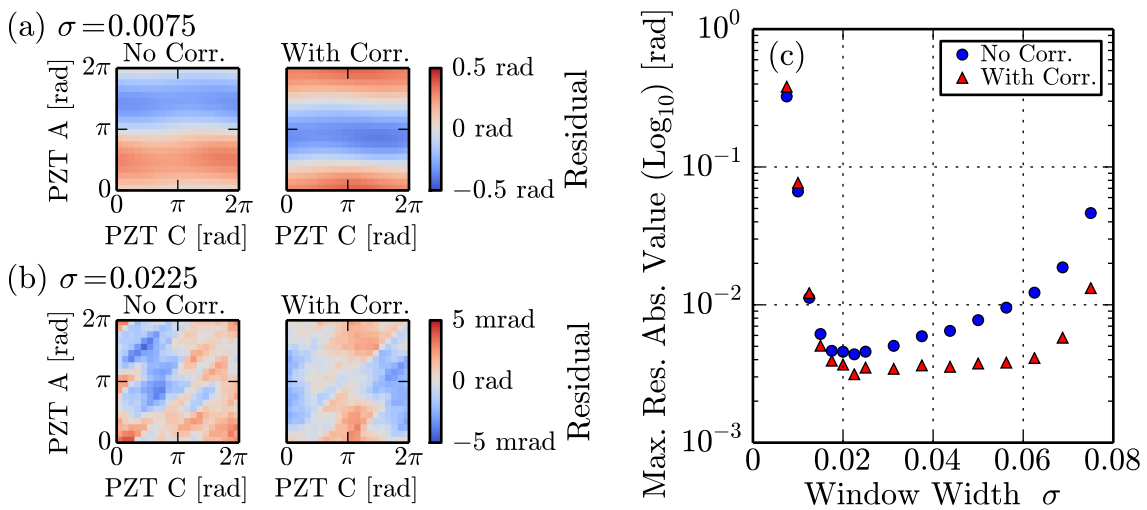 (a) σ=0.0075
No Corr.
With Corr.
2π
π
0
PZT A [rad]
0 π 2π
0 π 2π
PZT C [rad]
PZT C [rad]
0.5 rad
0 rad
−0.5 rad
Residual
(b) σ=0.0225
No Corr.
With Corr.
2π
π
0
PZT A [rad]
0 π 2π
0 π 2π
PZT C [rad]
PZT C [rad]
5 mrad
0 rad
−5 mrad
Residual
(c)
No Corr.
With Corr.
Max. Res. Abs. Value (Log10) [rad]
10^0
10^−1
10^−2
10^−3
0 0.02 0.04 0.06 0.08
Window Width σ